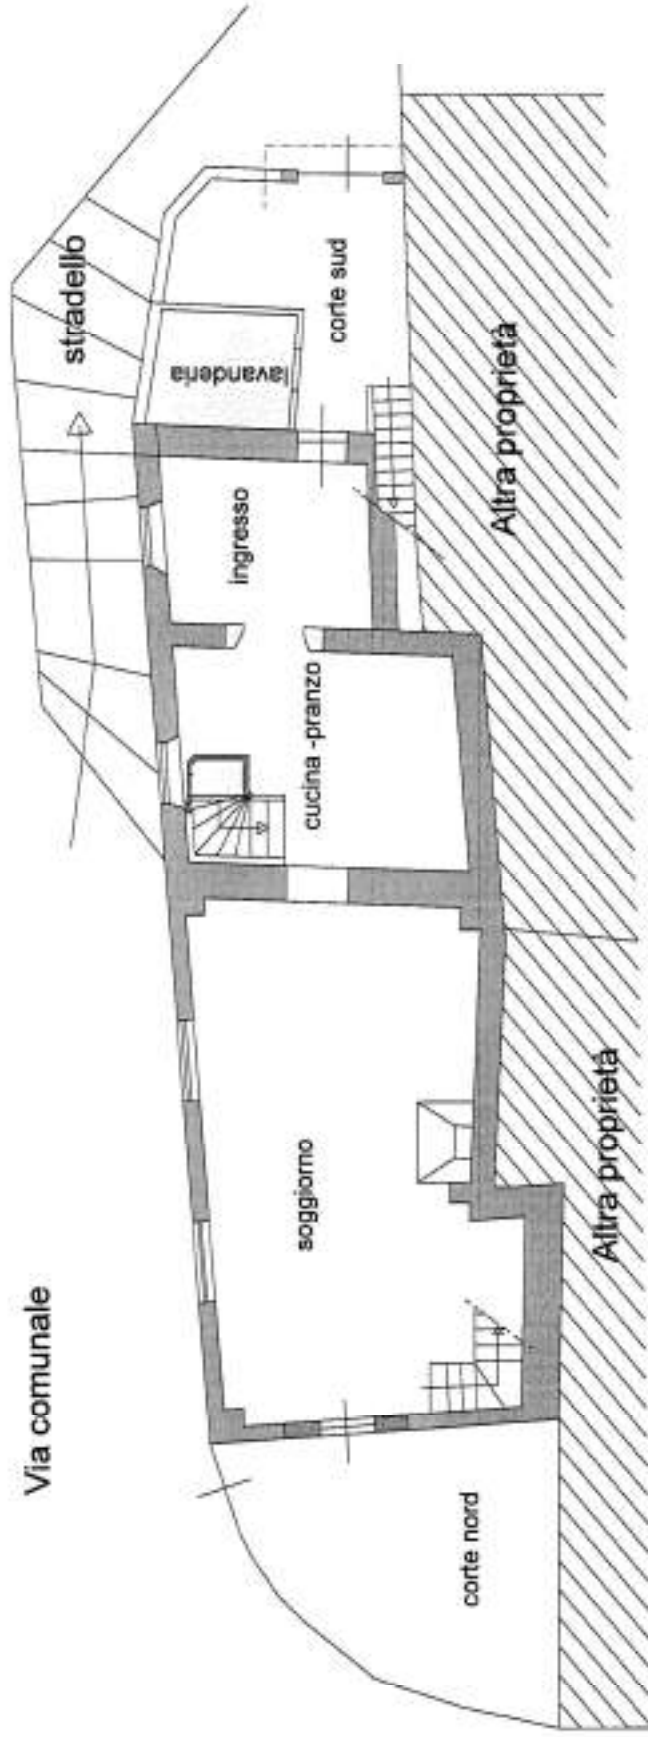 Via comunale
stradello
lavanderia
corte sud
ingresso
cucina -pranzo
soggiorno
corte nord
Altra proprietà
Altra proprietà